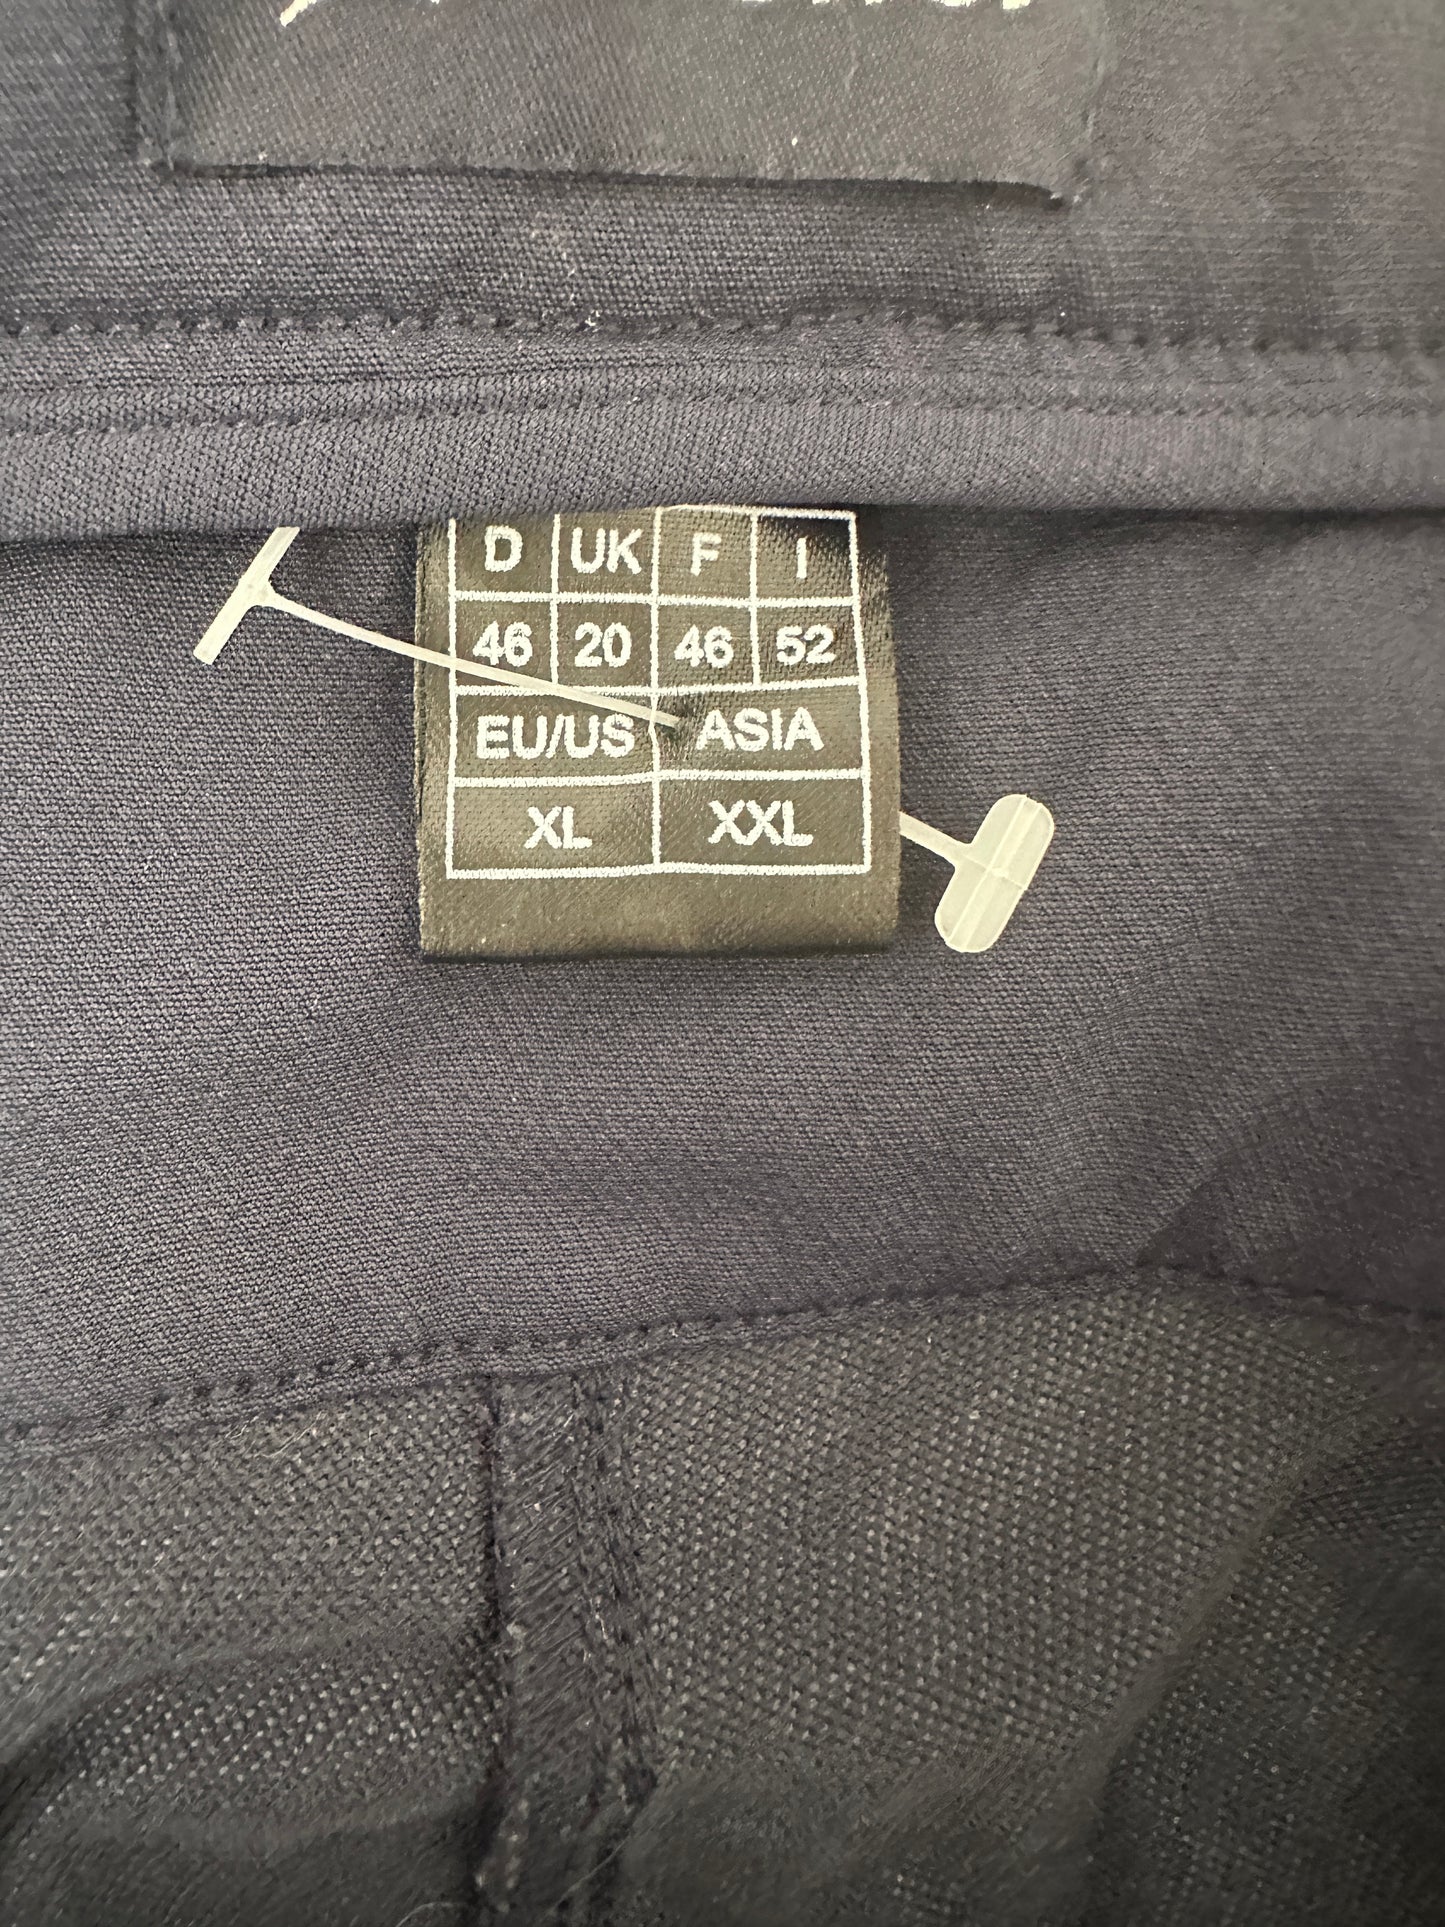 D UK F I
46 20 46 52
EU/US ASIA
XL XXL